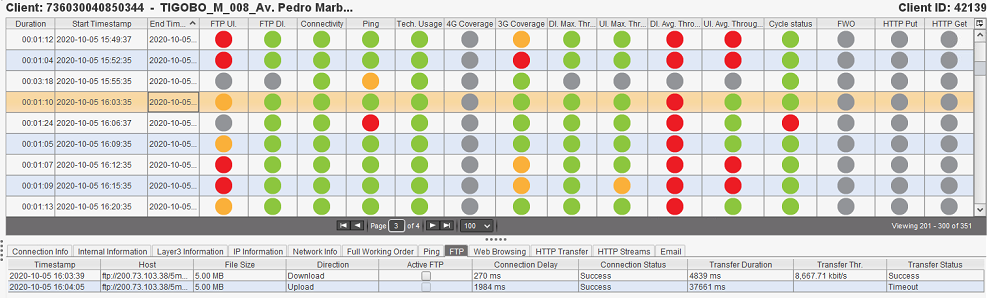 Client: 736030040850344 - TIGOBO_M_008_Av. Pedro Marb... Client ID: 42139
Duration Start Timestamp End Tim... FTP Ul. FTP Dl. Connectivity Ping Tech. Usage 4G Coverage 3G Coverage Dl. Max. Thr... Ul. Max. Thr... Dl. Avg. Thro... Ul. Avg. Throug... Cycle status FWO HTTP Put HTTP Get
00:01:12 2020-10-05 15:49:37 2020-10-05...
00:01:04 2020-10-05 15:52:35 2020-10-05...
00:03:18 2020-10-05 15:55:35 2020-10-05...
00:01:10 2020-10-05 16:03:35 2020-10-05...
00:01:24 2020-10-05 16:06:37 2020-10-05...
00:01:05 2020-10-05 16:09:35 2020-10-05...
00:01:07 2020-10-05 16:12:35 2020-10-05...
00:01:09 2020-10-05 16:15:35 2020-10-05...
00:01:13 2020-10-05 16:20:35 2020-10-05...
Page 3 of 4 100 Viewing 201 - 300 of 351
Connection Info Internal Information Layer3 Information IP Information Network Info Full Working Order Ping FTP Web Browsing HTTP Transfer HTTP Streams Email
Timestamp Host File Size Direction Active FTP Connection Delay Connection Status Transfer Duration Transfer Thr. Transfer Status
2020-10-05 16:03:39 ftp://200.73.103.38/5m... 5.00 MB Download 270 ms Success 4839 ms 8,667.71 kbit/s Success
2020-10-05 16:04:05 ftp://200.73.103.38/5m... 5.00 MB Upload 1984 ms Success 37661 ms Timeout